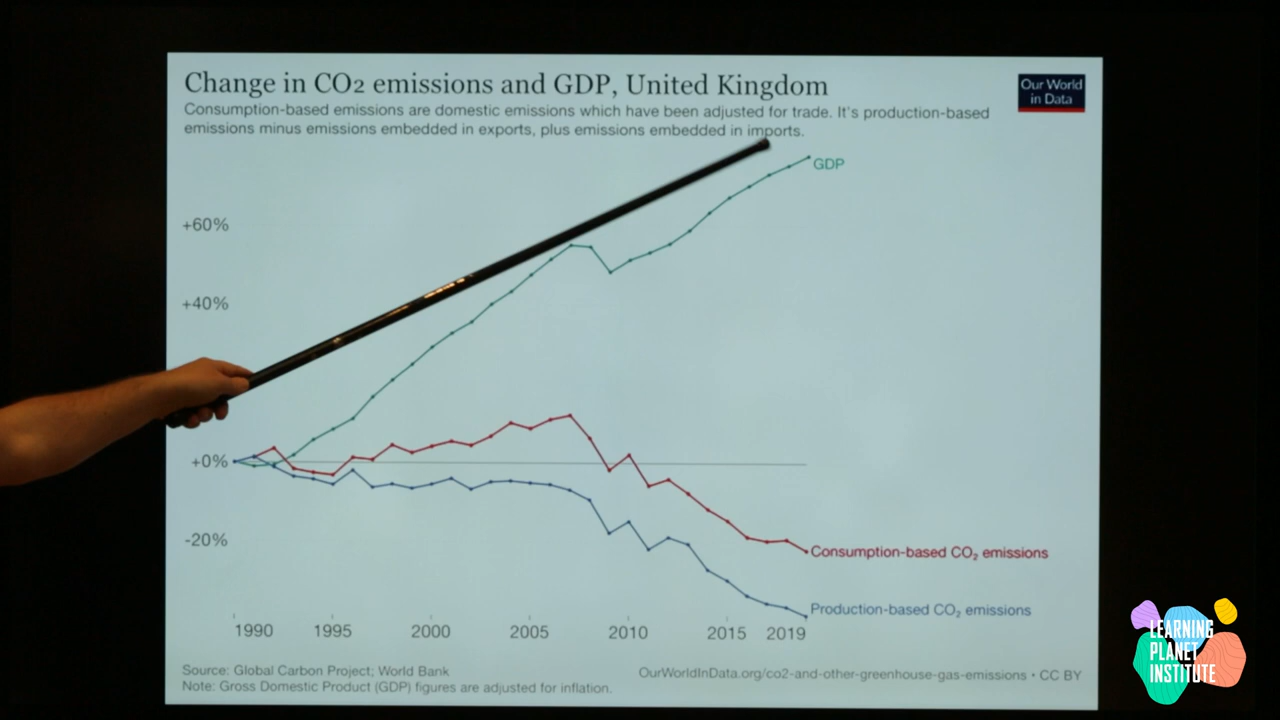 Change in CO2 emissions and GDP, United Kingdom
Our World
in Data
Consumption-based emissions are domestic emissions which have been adjusted for trade. It's production-based
emissions minus emissions embedded in exports, plus emissions embedded in imports.
GDP
+60%
+40%
+0%
-20%
Consumption-based CO₂ emissions
Production-based CO₂ emissions
1990 1995 2000 2005 2010 2015 2019
Source: Global Carbon Project; World Bank
OurWorldInData.org/co2-and-other-greenhouse-gas-emissions • CC BY
Note: Gross Domestic Product (GDP) figures are adjusted for inflation.
LEARNING
PLANET
INSTITUTE